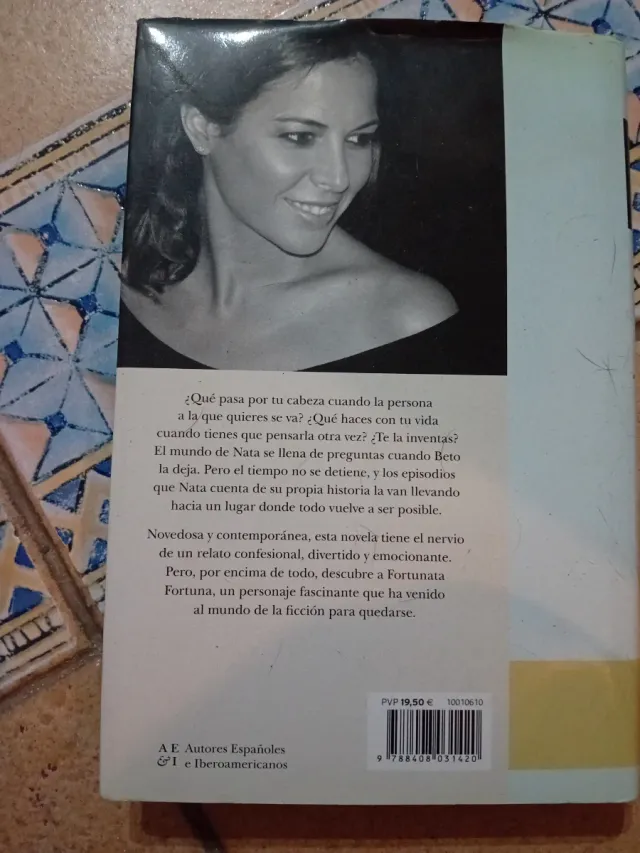 ¿Qué pasa por tu cabeza cuando la persona
a la que quieres se va? ¿Qué haces con tu vida
cuando tienes que pensarla otra vez? ¿Te la inventas?
El mundo de Nata se llena de preguntas cuando Beto
la deja. Pero el tiempo no se detiene, y los episodios
que Nata cuenta de su propia historia la van llevando
hacia un lugar donde todo vuelve a ser posible.
Novedosa y contemporánea, esta novela tiene el nervio
de un relato confesional, divertido y emocionante.
Pero, por encima de todo, descubre a Fortunata
Fortuna, un personaje fascinante que ha venido
al mundo de la ficción para quedarse.
PVP 19,50 € 10010610
9 788408 031420
A E Autores Españoles
& I e Iberoamericanos